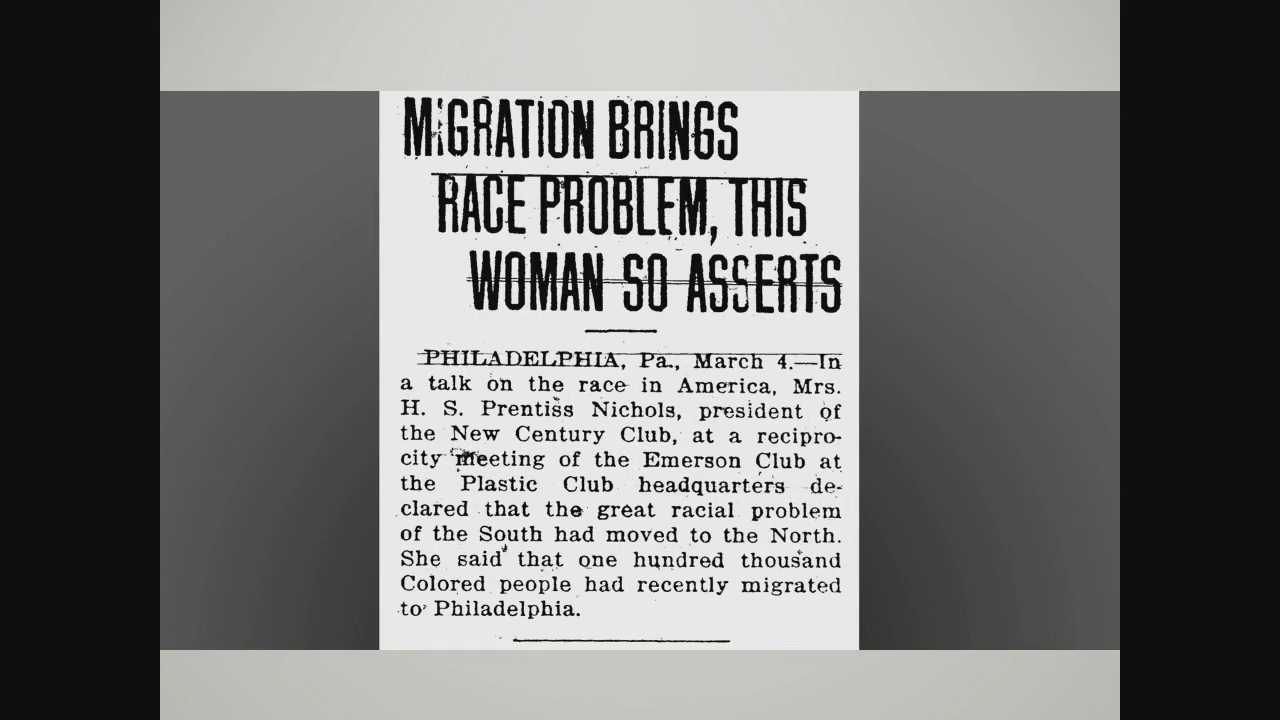 MIGRATION BRINGS
RACE PROBLEM, THIS
WOMAN SO ASSERTS
PHILADELPHIA, Pa., March 4.—In
a talk on the race in America, Mrs.
H. S. Prentiss Nichols, president of
the New Century Club, at a recipro-
city meeting of the Emerson Club at
the Plastic Club headquarters de-
clared that the great racial problem
of the South had moved to the North.
She said that one hundred thousand
Colored people had recently migrated
to Philadelphia.